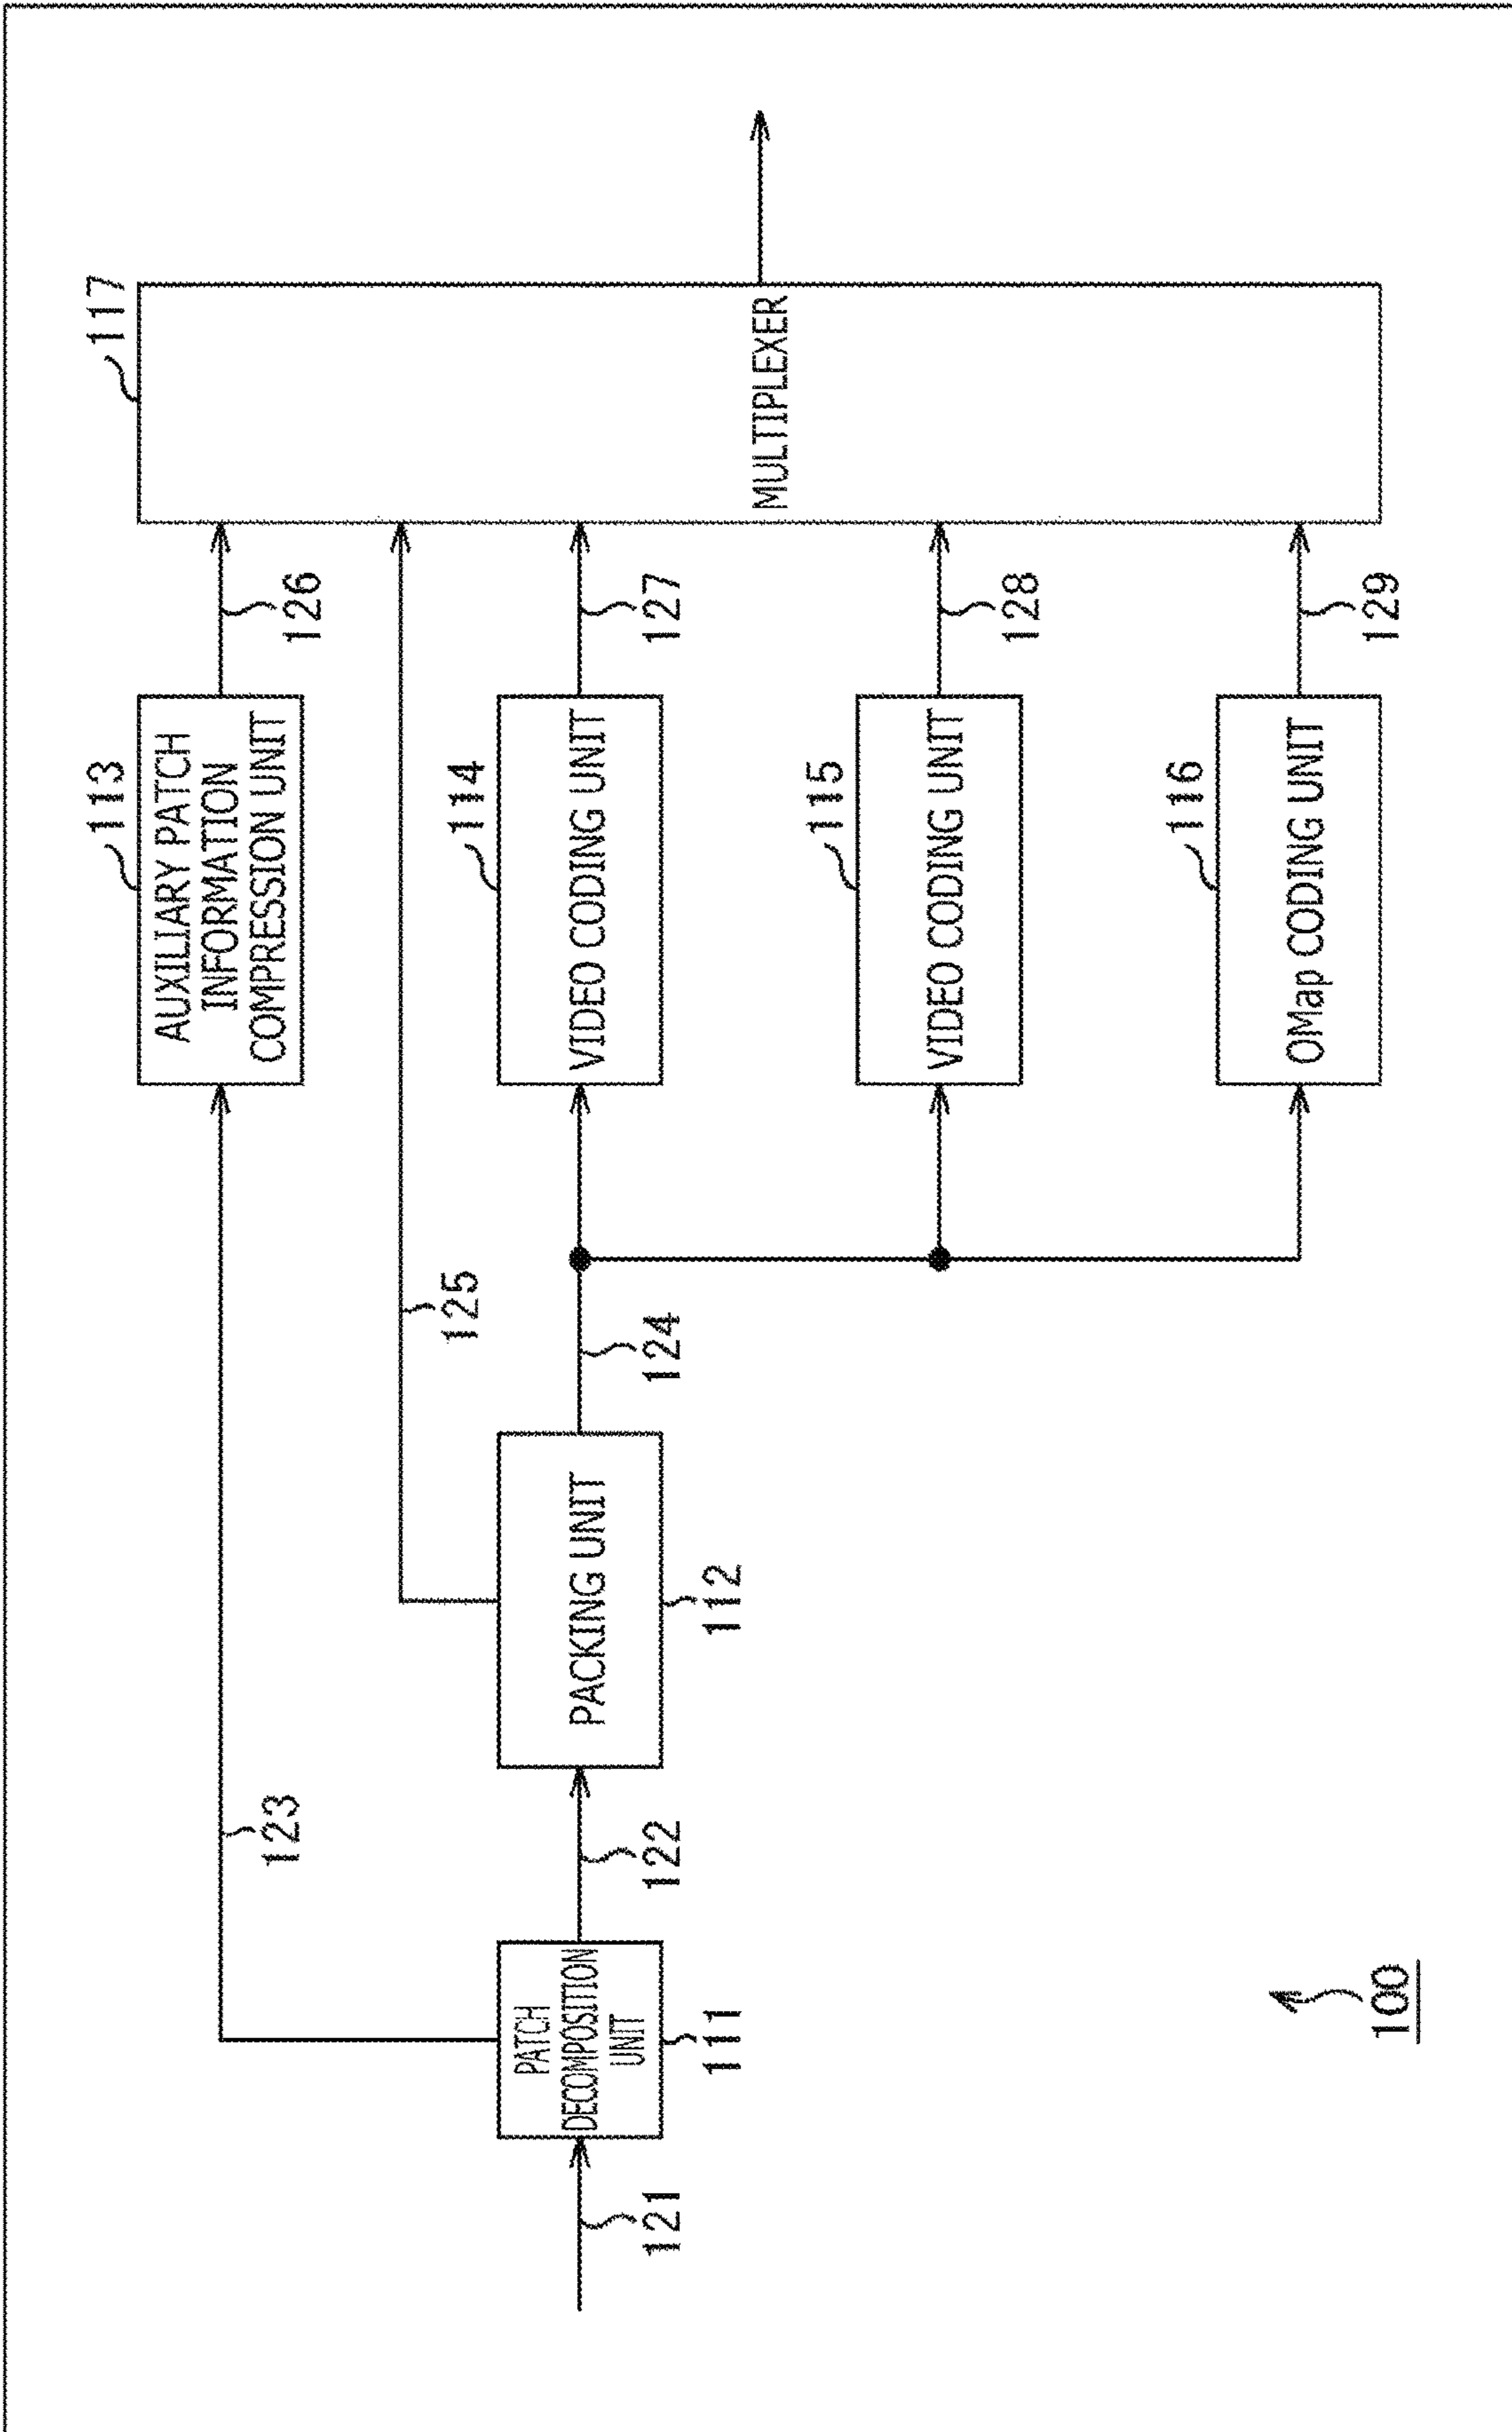 113
AUXILIARY PATCH
INFORMATION
COMPRESSION UNIT
117
MULTIPLEXER
123
126
125
114
VIDEO CODING UNIT
127
121
PATCH
DECOMPOSITION
UNIT
111
122
PACKING UNIT
112
124
115
VIDEO CODING UNIT
128
116
OMap CODING UNIT
129
100